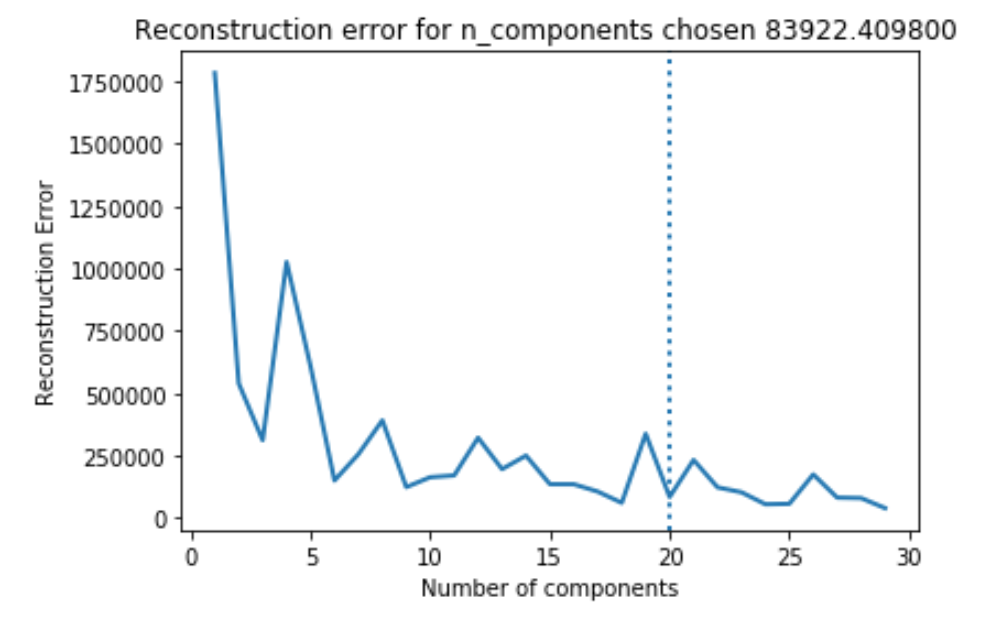 Reconstruction error for n_components chosen 83922.409800
1750000
1500000
1250000
1000000
750000
500000
250000
0
Reconstruction Error
0 5 10 15 20 25 30
Number of components